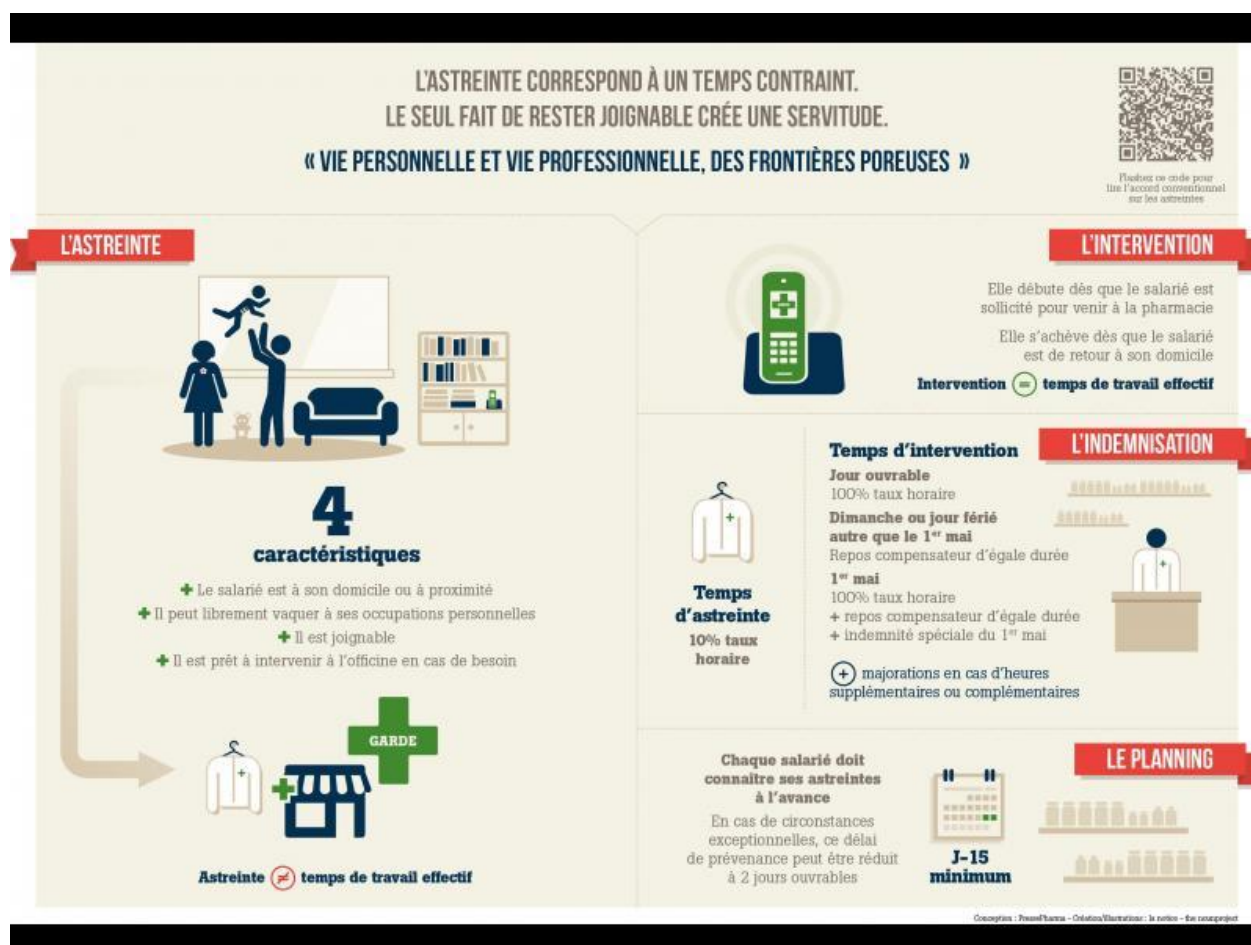 L'ASTREINTE CORRESPOND À UN TEMPS CONTRAINT.
LE SEUL FAIT DE RESTER JOIGNABLE CRÉE UNE SERVITUDE.
« VIE PERSONNELLE ET VIE PROFESSIONNELLE, DES FRONTIÈRES POREUSES »
Flashez ce code pour
lire l'accord conventionnel
sur les astreintes
L'ASTREINTE
4
caractéristiques
+ Le salarié est à son domicile ou à proximité
+ Il peut librement vaquer à ses occupations personnelles
+ Il est joignable
+ Il est prêt à intervenir à l'officine en cas de besoin
GARDE
Astreinte ≠ temps de travail effectif
L'INTERVENTION
Elle débute dès que le salarié est
sollicité pour venir à la pharmacie
Elle s'achève dès que le salarié
est de retour à son domicile
Intervention = temps de travail effectif
L'INDEMNISATION
Temps
d'astreinte
10% taux
horaire
Temps d'intervention
Jour ouvrable
100% taux horaire
Dimanche ou jour férié
autre que le 1er mai
Repos compensateur d'égale durée
1er mai
100% taux horaire
+ repos compensateur d'égale durée
+ indemnité spéciale du 1er mai
+ majorations en cas d'heures
supplémentaires ou complémentaires
LE PLANNING
Chaque salarié doit
connaître ses astreintes
à l'avance
En cas de circonstances
exceptionnelles, ce délai
de prévenance peut être réduit
à 2 jours ouvrables
J-15
minimum
Conception : PressePharma - Création/Illustrations : la notice - the nounproject